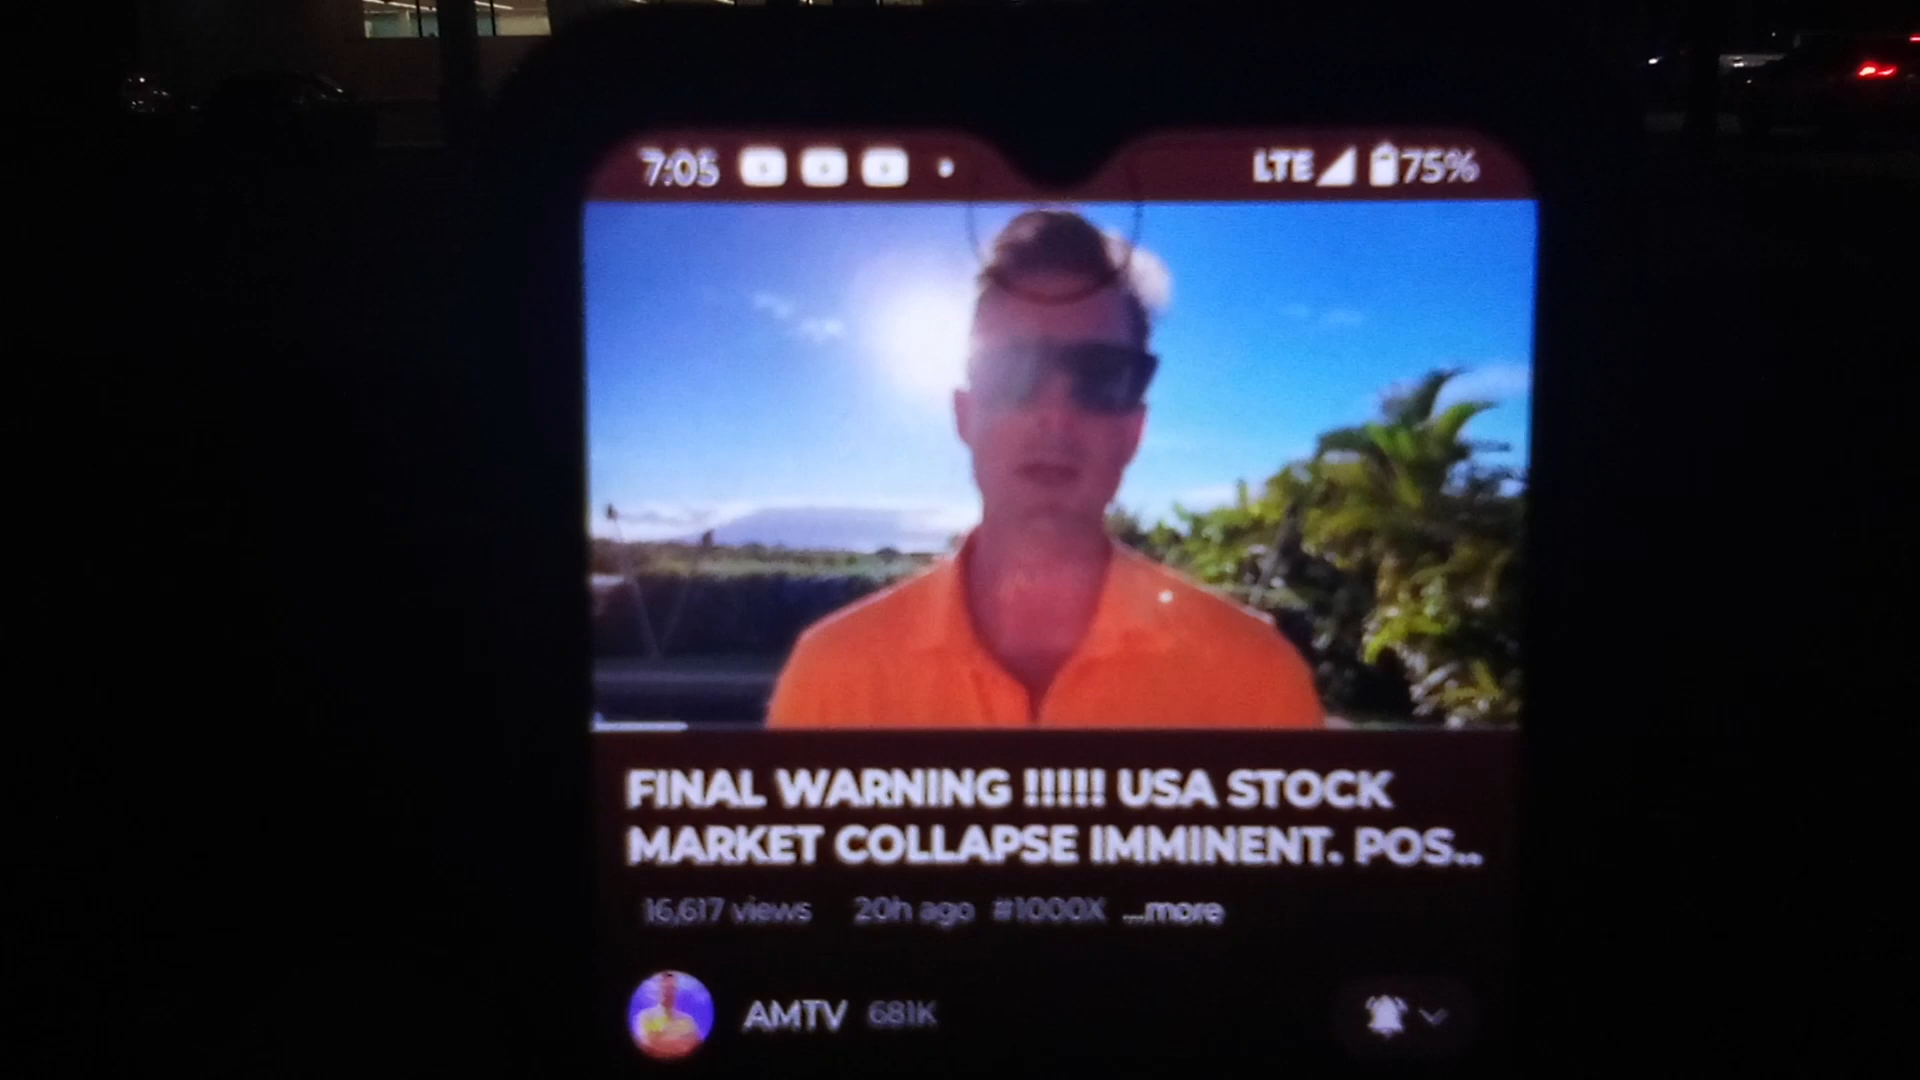 7:05 LTE 75%
FINAL WARNING !!!!! USA STOCK
MARKET COLLAPSE IMMINENT. POS..
16,617 views 20h ago #1000X ...more
AMTV 681K